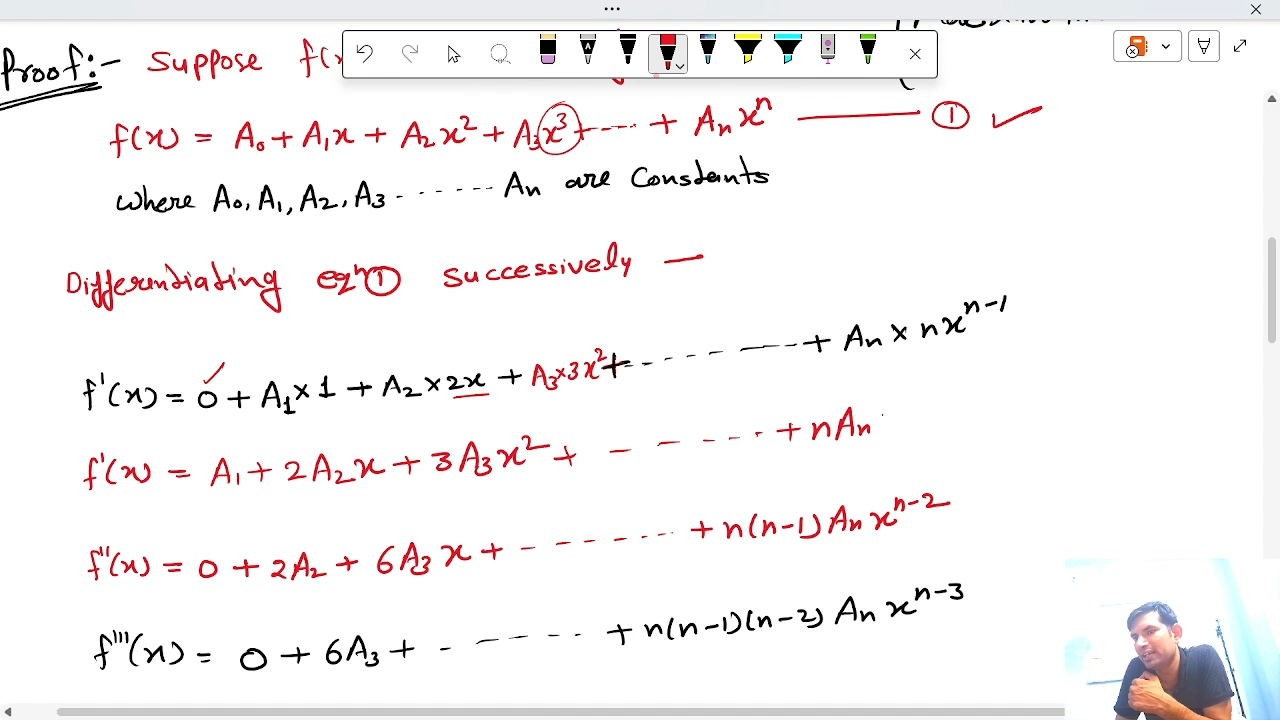 Proof:- Suppose f(x
f(x) = A₀ + A₁x + A₂x² + A₃x³ + ---- + Aₙxⁿ ——— ① ✓
where A₀, A₁, A₂, A₃ ------- Aₙ are Constants
Differentiating eqⁿ① successively —
f'(x) = 0 + A₁×1 + A₂×2x + A₃×3x² + -------- + Aₙ × nxⁿ⁻¹
f'(x) = A₁ + 2A₂x + 3A₃x² + ------ + nAₙ
f''(x) = 0 + 2A₂ + 6A₃x + ------- + n(n-1)Aₙxⁿ⁻²
f'''(x) = 0 + 6A₃ + ------ + n(n-1)(n-2) Aₙxⁿ⁻³